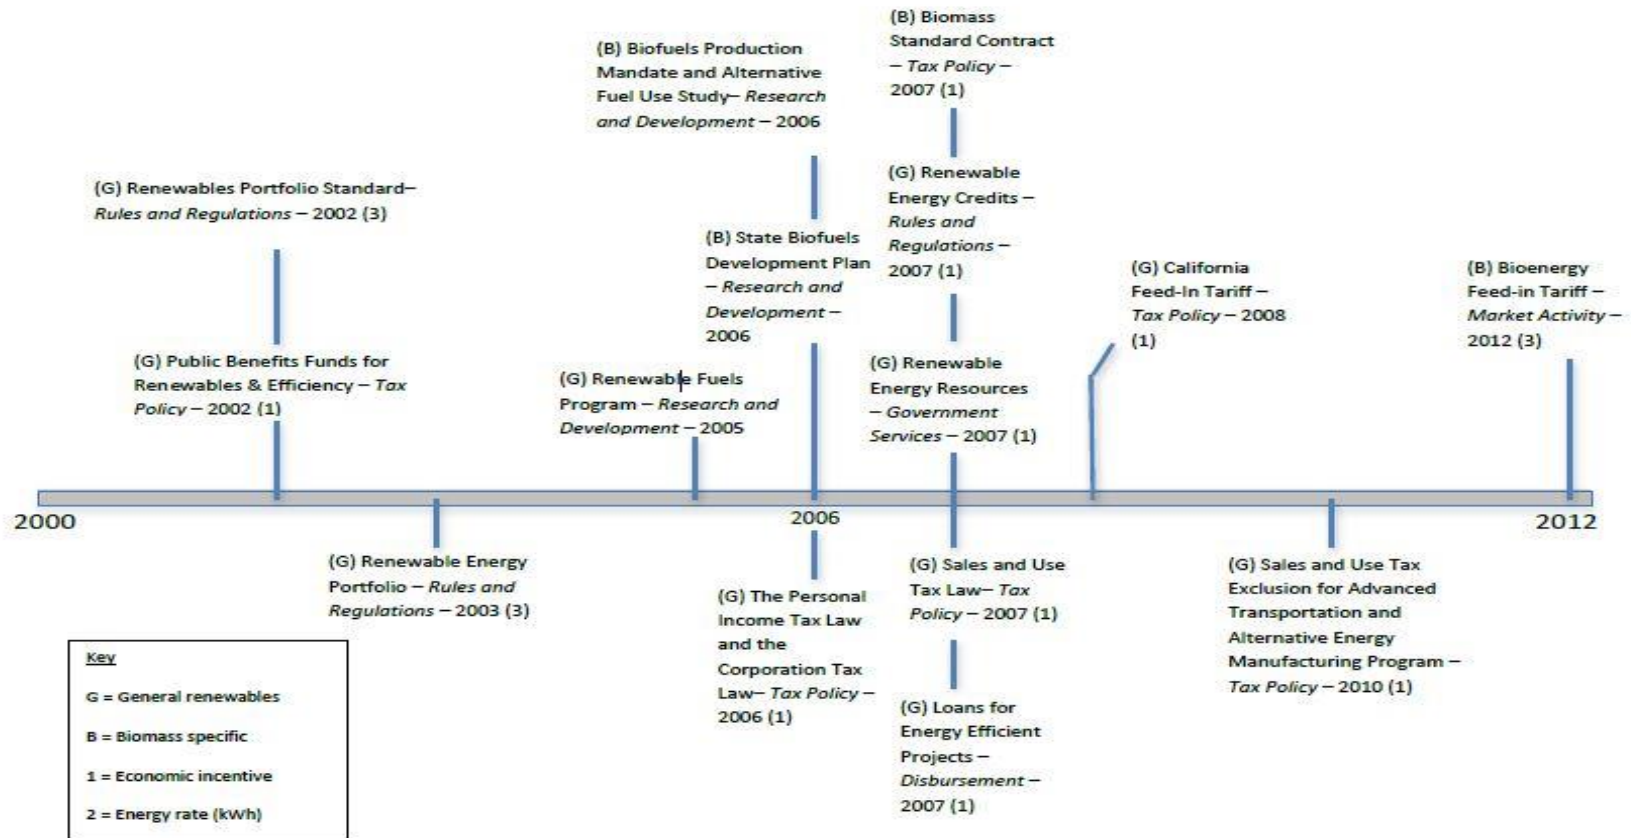 (B) Biomass
Standard Contract
– Tax Policy –
2007 (1)
(B) Biofuels Production
Mandate and Alternative
Fuel Use Study– Research
and Development – 2006
(G) Renewables Portfolio Standard–
Rules and Regulations – 2002 (3)
(G) Renewable
Energy Credits –
Rules and
Regulations –
2007 (1)
(B) State Biofuels
Development Plan
– Research and
Development –
2006
(G) California
Feed-In Tariff –
Tax Policy – 2008
(1)
(B) Bioenergy
Feed-in Tariff –
Market Activity –
2012 (3)
(G) Public Benefits Funds for
Renewables & Efficiency – Tax
Policy – 2002 (1)
(G) Renewable Fuels
Program – Research and
Development – 2005
(G) Renewable
Energy Resources
– Government
Services – 2007 (1)
2000
2006
2012
(G) Renewable Energy
Portfolio – Rules and
Regulations – 2003 (3)
(G) The Personal
Income Tax Law
and the
Corporation Tax
Law– Tax Policy –
2006 (1)
(G) Sales and Use
Tax Law– Tax
Policy – 2007 (1)
(G) Loans for
Energy Efficient
Projects –
Disbursement –
2007 (1)
(G) Sales and Use Tax
Exclusion for Advanced
Transportation and
Alternative Energy
Manufacturing Program –
Tax Policy – 2010 (1)
Key
G = General renewables
B = Biomass specific
1 = Economic incentive
2 = Energy rate (kWh)